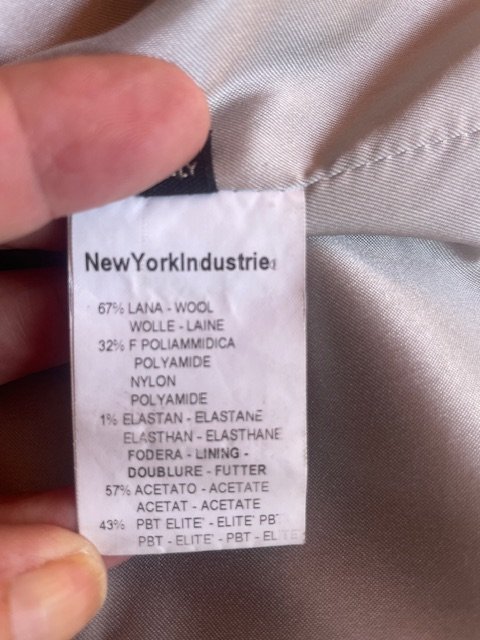 NewYorkIndustrie
67% LANA - WOOL
WOLLE - LAINE
32% F POLIAMMIDICA
POLYAMIDE
NYLON
POLYAMIDE
1% ELASTAN - ELASTANE
ELASTHAN - ELASTHANE
FODERA - LINING -
DOUBLURE - FUTTER
57% ACETATO - ACETATE
ACETAT - ACETATE
43% PBT ELITE' - ELITE' PBT
PBT - ELITE' - PBT -